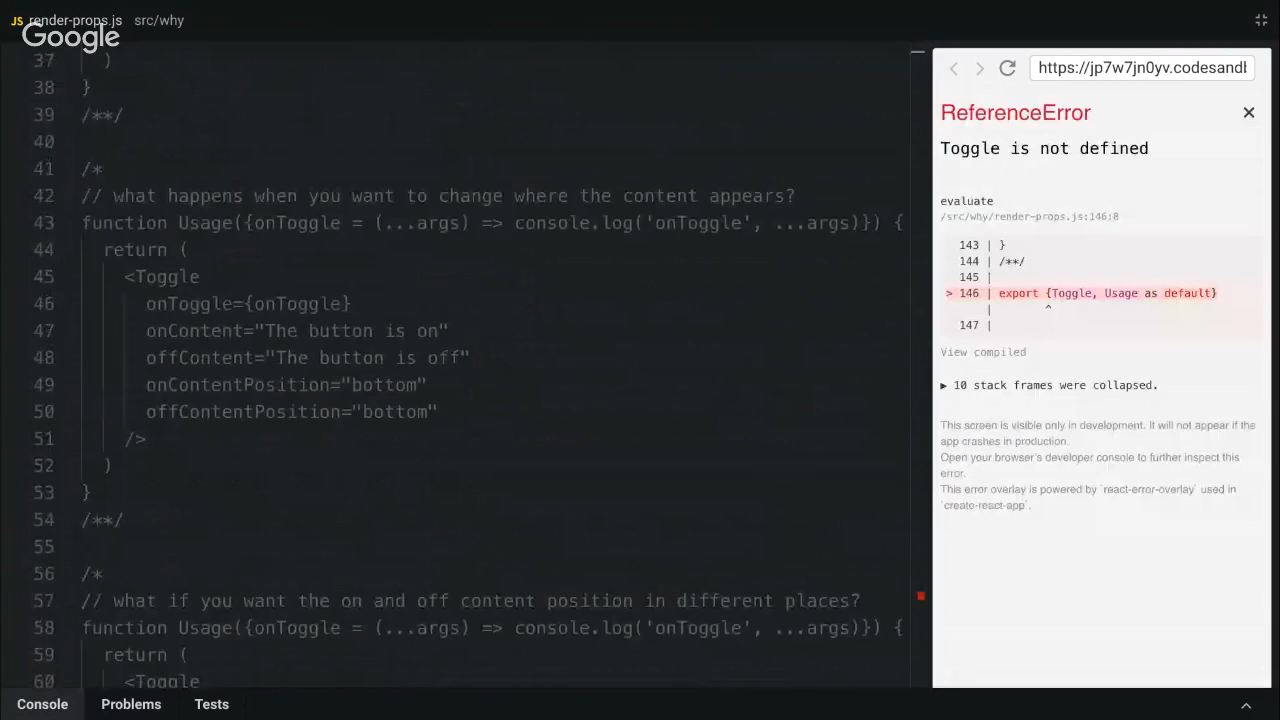 JS render-props.js src/why
Google
37 )
38 }
39 /**/
40
41 /*
42 // what happens when you want to change where the content appears?
43 function Usage({onToggle = (...args) => console.log('onToggle', ...args)}) {
44 return (
45 <Toggle
46 onToggle={onToggle}
47 onContent="The button is on"
48 offContent="The button is off"
49 onContentPosition="bottom"
50 offContentPosition="bottom"
51 />
52 )
53 }
54 /**/
55
56 /*
57 // what if you want the on and off content position in different places?
58 function Usage({onToggle = (...args) => console.log('onToggle', ...args)}) {
59 return (
60 <Toggle
Console Problems Tests
https://jp7w7jn0yv.codesandl
ReferenceError
Toggle is not defined
evaluate
/src/why/render-props.js:146:8
143 | }
144 | /**/
145 |
> 146 | export {Toggle, Usage as default}
| ^
147 |
View compiled
▶ 10 stack frames were collapsed.
This screen is visible only in development. It will not appear if the
app crashes in production.
Open your browser's developer console to further inspect this
error.
This error overlay is powered by `react-error-overlay` used in
`create-react-app`.